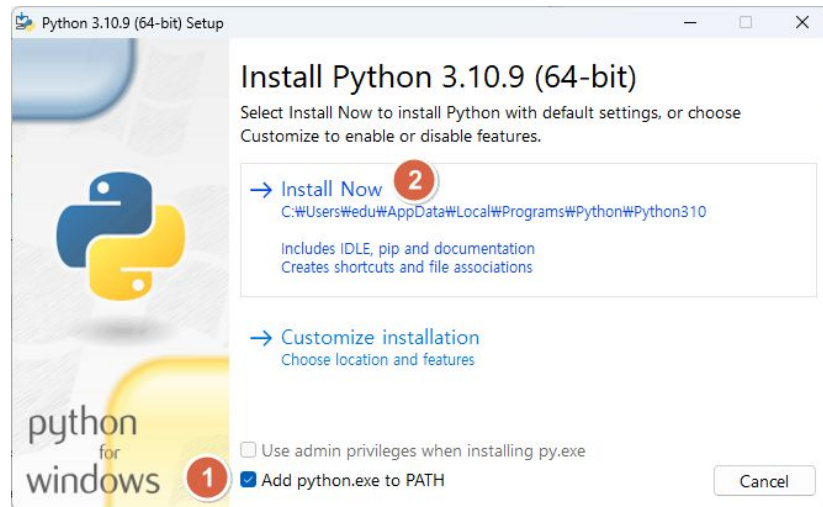 Python 3.10.9 (64-bit) Setup
Install Python 3.10.9 (64-bit)
Select Install Now to install Python with default settings, or choose
Customize to enable or disable features.
→ Install Now 2
C:₩Users₩edu₩AppData₩Local₩Programs₩Python₩Python310
Includes IDLE, pip and documentation
Creates shortcuts and file associations
→ Customize installation
Choose location and features
python
for
windows
Use admin privileges when installing py.exe
1 Add python.exe to PATH
Cancel